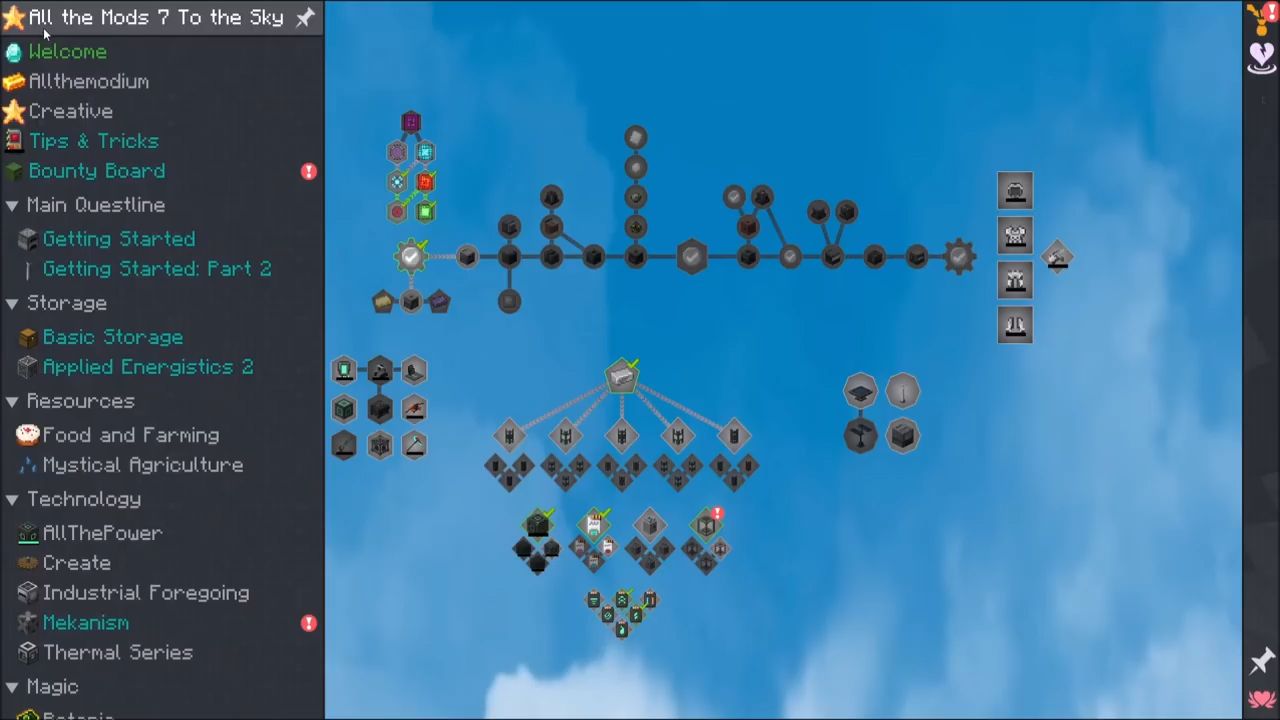 All the Mods 7 To the Sky
Welcome
Allthemodium
Creative
Tips & Tricks
Bounty Board
Main Questline
Getting Started
Getting Started: Part 2
Storage
Basic Storage
Applied Energistics 2
Resources
Food and Farming
Mystical Agriculture
Technology
AllThePower
Create
Industrial Foregoing
Mekanism
Thermal Series
Magic
Botania